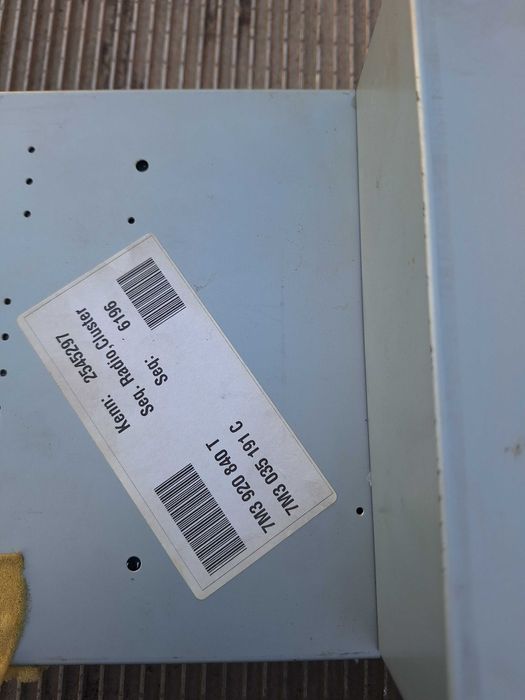 Kenn: 2545297
Seq. Radio,Cluster
Seq: 6196
7M3 920 840 T
7M3 035 191 C